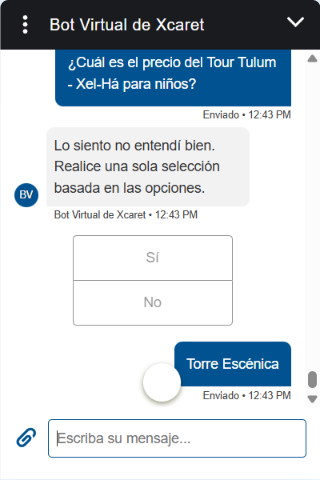 Bot Virtual de Xcaret
¿Cuál es el precio del Tour Tulum
- Xel-Há para niños?
Enviado • 12:43 PM
Lo siento no entendí bien.
Realice una sola selección
basada en las opciones.
BV
Bot Virtual de Xcaret • 12:43 PM
Sí
No
Torre Escénica
Enviado • 12:43 PM
Escriba su mensaje...